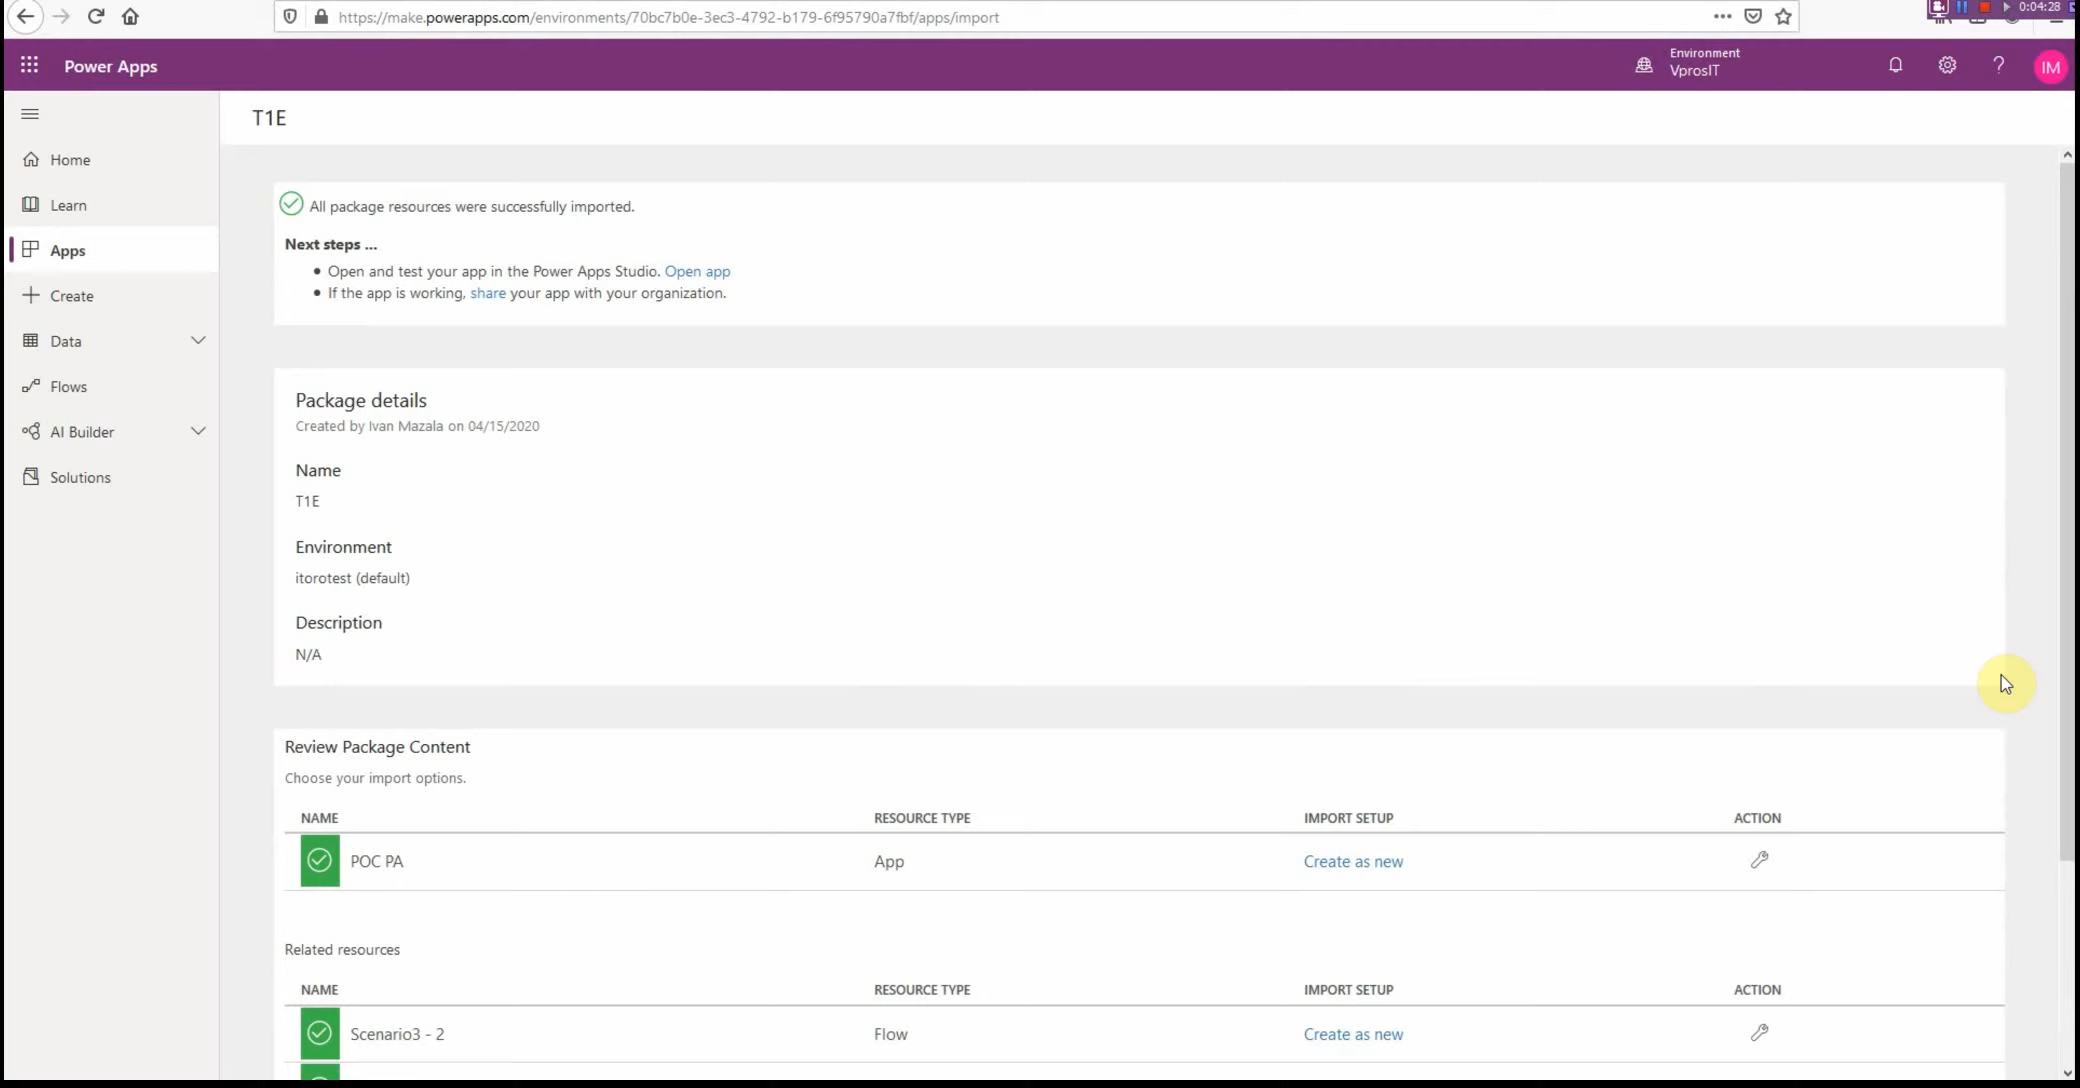 https://make.powerapps.com/environments/70bc7b0e-3ec3-4792-b179-6f95790a7fbf/apps/import
0:04:28
Power Apps
Environment
VprosIT
IM
T1E
Home
Learn
Apps
Create
Data
Flows
AI Builder
Solutions
All package resources were successfully imported.
Next steps ...
• Open and test your app in the Power Apps Studio. Open app
• If the app is working, share your app with your organization.
Package details
Created by Ivan Mazala on 04/15/2020
Name
T1E
Environment
itorotest (default)
Description
N/A
Review Package Content
Choose your import options.
NAME RESOURCE TYPE IMPORT SETUP ACTION
POC PA App Create as new
Related resources
NAME RESOURCE TYPE IMPORT SETUP ACTION
Scenario3 - 2 Flow Create as new